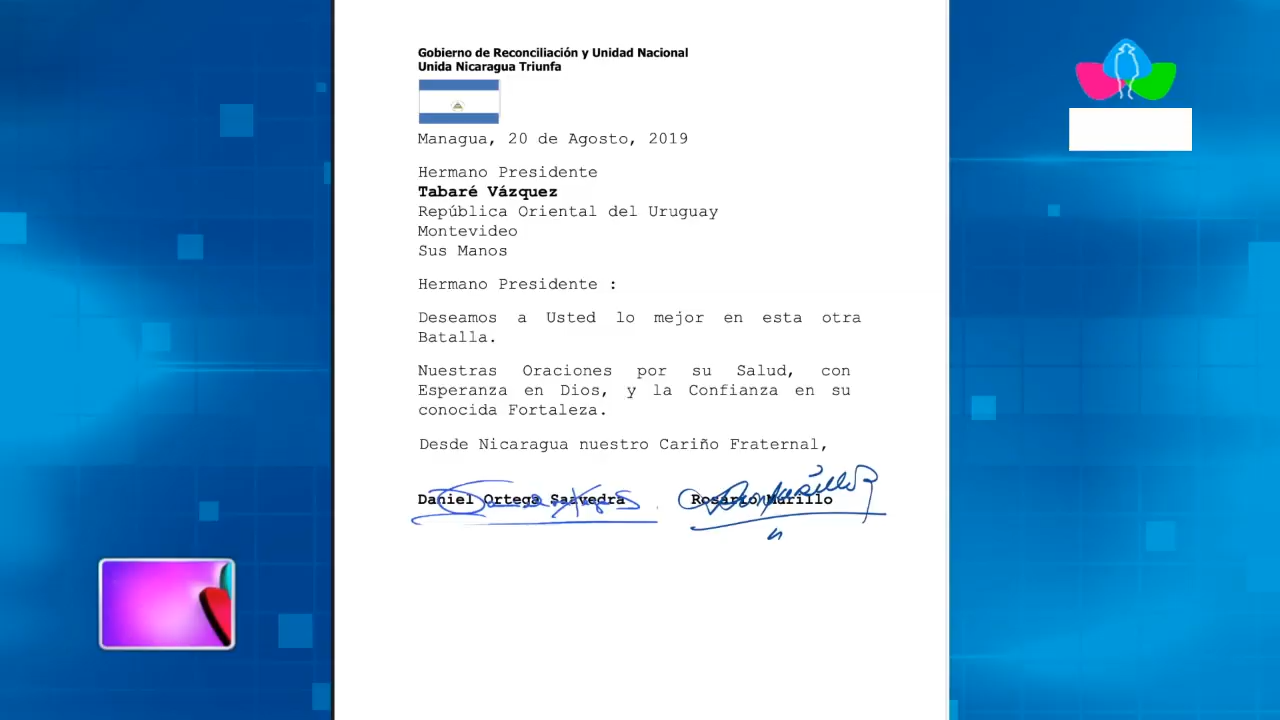 Gobierno de Reconciliación y Unidad Nacional
Unida Nicaragua Triunfa
Managua, 20 de Agosto, 2019
Hermano Presidente
Tabaré Vázquez
República Oriental del Uruguay
Montevideo
Sus Manos
Hermano Presidente :
Deseamos a Usted lo mejor en esta otra
Batalla.
Nuestras Oraciones por su Salud, con
Esperanza en Dios, y la Confianza en su
conocida Fortaleza.
Desde Nicaragua nuestro Cariño Fraternal,
Daniel Ortega Saavedra Rosario Murillo